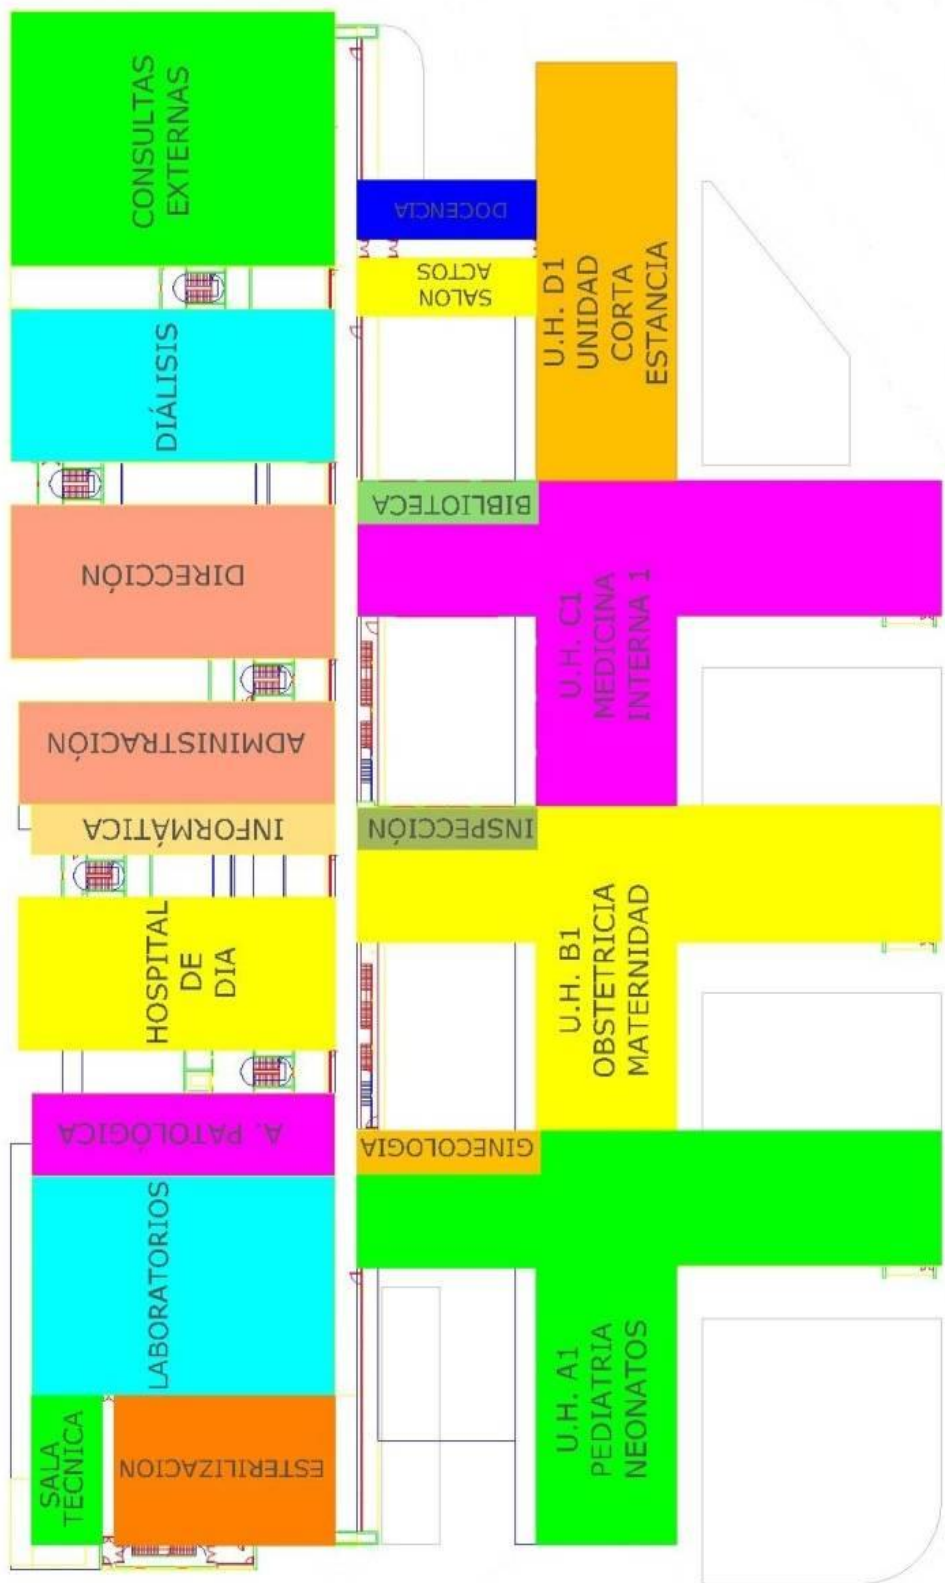 CONSULTAS
EXTERNAS
DOCENCIA
SALON
ACTOS
U.H. D1
UNIDAD
CORTA
ESTANCIA
DIÁLISIS
BIBLIOTECA
DIRECCIÓN
U.H. C1
MEDICINA
INTERNA 1
ADMINISTRACIÓN
INFORMÁTICA
INSPECCIÓN
HOSPITAL
DE
DIA
U.H. B1
OBSTETRICIA
MATERNIDAD
A. PATOLÓGICA
GINECOLOGIA
LABORATORIOS
U.H. A1
PEDIATRIA
NEONATOS
SALA
TECNICA
ESTERILIZACION